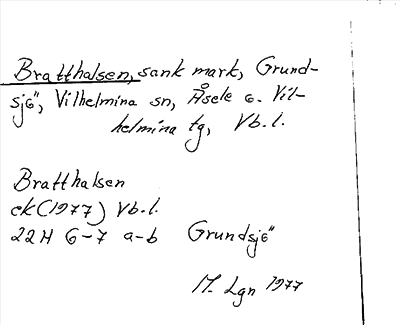 Bratthalsen, sank mark, Grund-
sjö, Vilhelmina sn, Åsele o. Vil-
helmina tg, Vb. l.
Bratthalsen
ek (1977) Vb. l.
22H 6-7 a-b Grundsjö
M. Lgn 1977